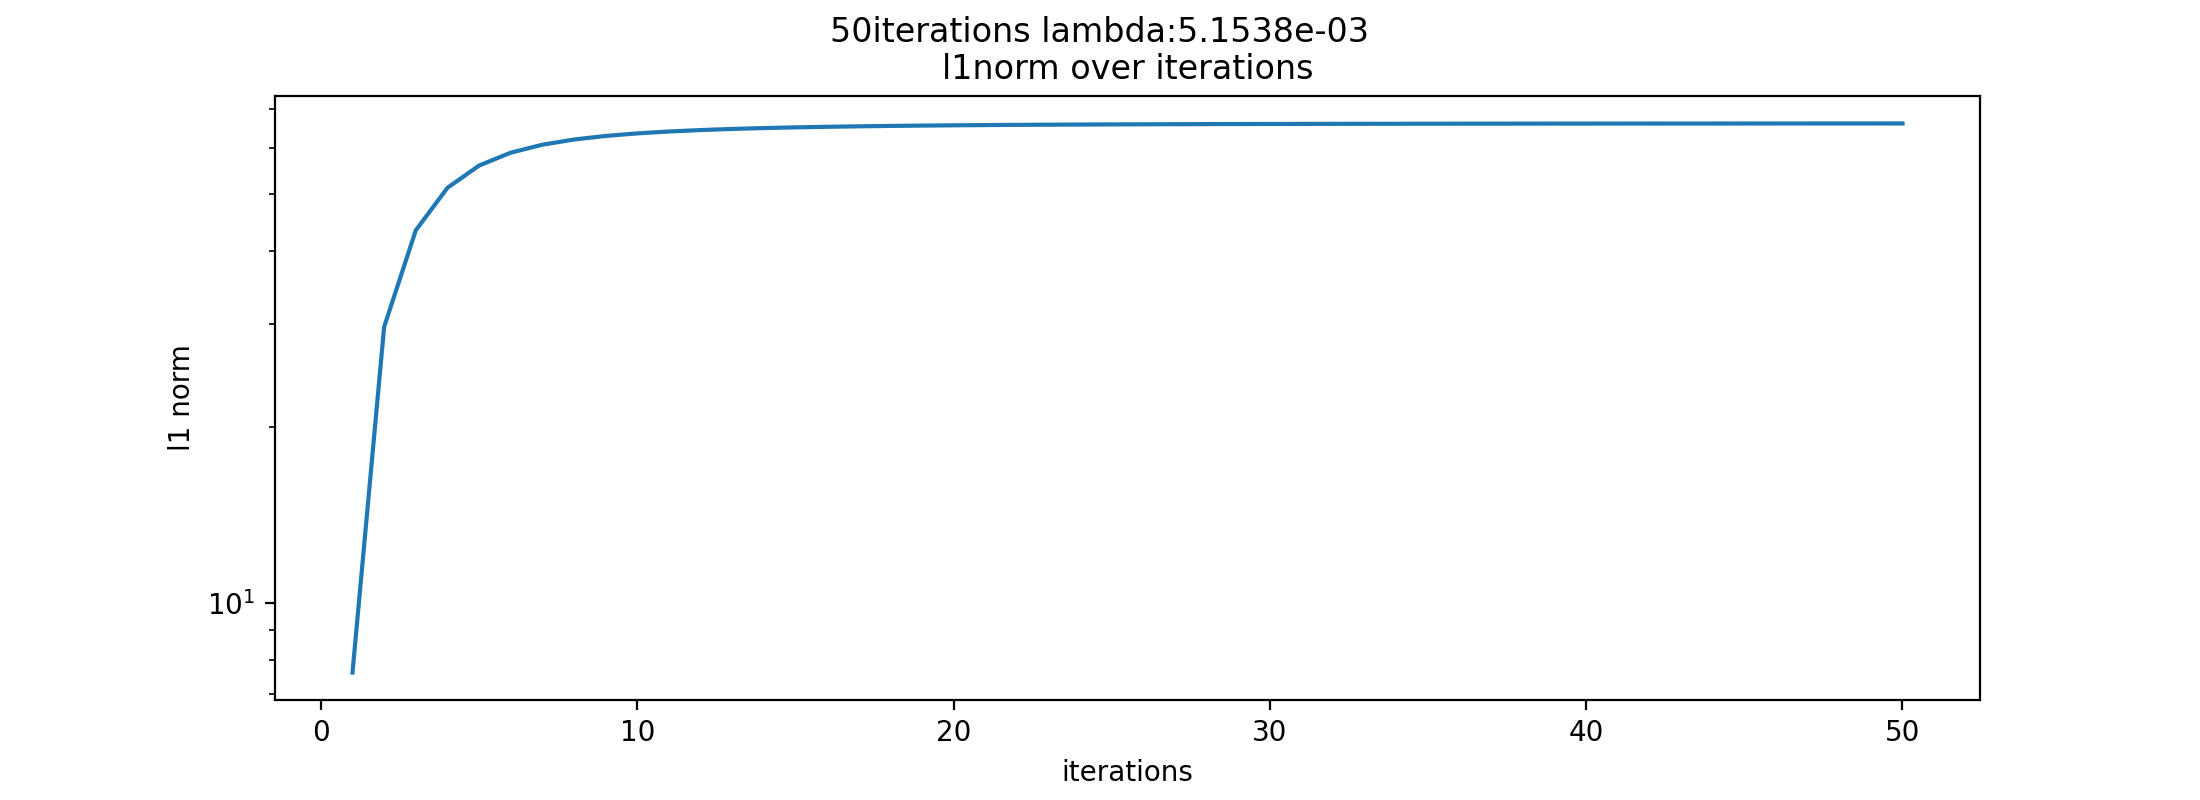 50iterations lambda:5.1538e-03
l1norm over iterations
l1 norm
10¹
0 10 20 30 40 50
iterations